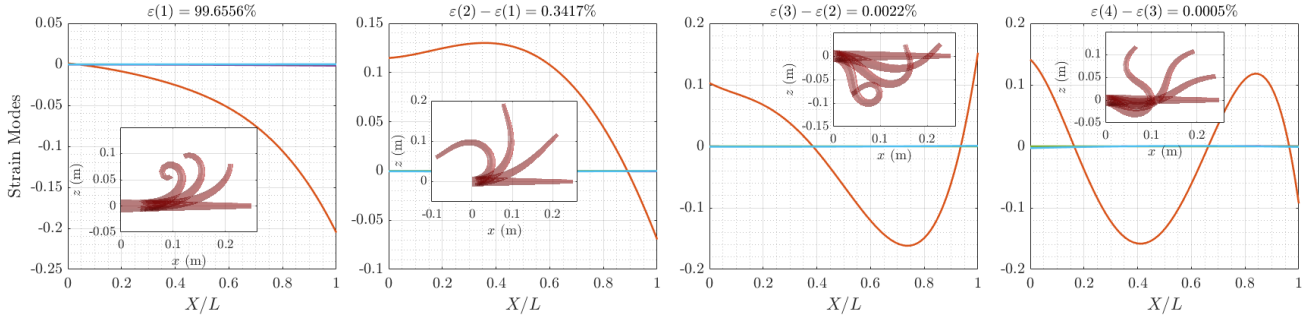 ε(1) = 99.6556%
Strain Modes
0
-0.05
-0.1
-0.15
-0.2
-0.25
0 0.2 0.4 0.6 0.8 1
X/L
z (m)
0.1
0.05
0
-0.05
0 0.1 0.2
x (m)
ε(2) − ε(1) = 0.3417%
0.15
0.1
0.05
0
-0.05
-0.1
0 0.2 0.4 0.6 0.8 1
X/L
z (m)
0.2
0.1
0
-0.1 0 0.1 0.2
x (m)
ε(3) − ε(2) = 0.0022%
0.2
0.1
0
-0.1
-0.2
0 0.2 0.4 0.6 0.8 1
X/L
z (m)
0.05
0
-0.05
-0.1
-0.15
0 0.1 0.2
x (m)
ε(4) − ε(3) = 0.0005%
0.2
0.1
0
-0.1
-0.2
0 0.2 0.4 0.6 0.8 1
X/L
z (m)
0.1
0.05
0
-0.05
0 0.1 0.2
x (m)